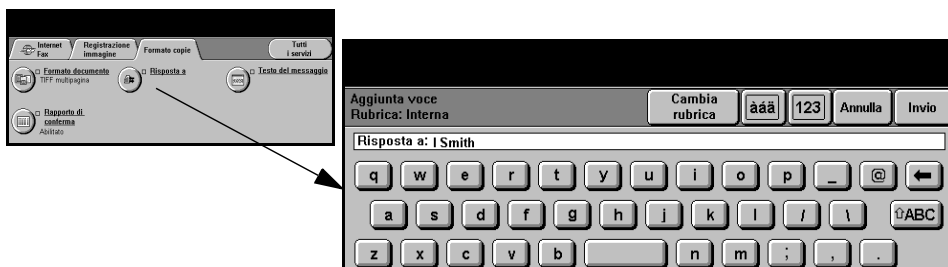 Internet Fax
Registrazione immagine
Formato copie
Tutti i servizi
Formato documento
TIFF multipagina
Risposta a
Testo del messaggio
Rapporto di conferma
Abilitato
Aggiunta voce
Rubrica: Interna
Cambia rubrica
àáä
123
Annulla
Invio
Risposta a: I Smith
q w e r t y u i o p _ @
a s d f g h j k l / \ ⇧ABC
z x c v b n m ; , .